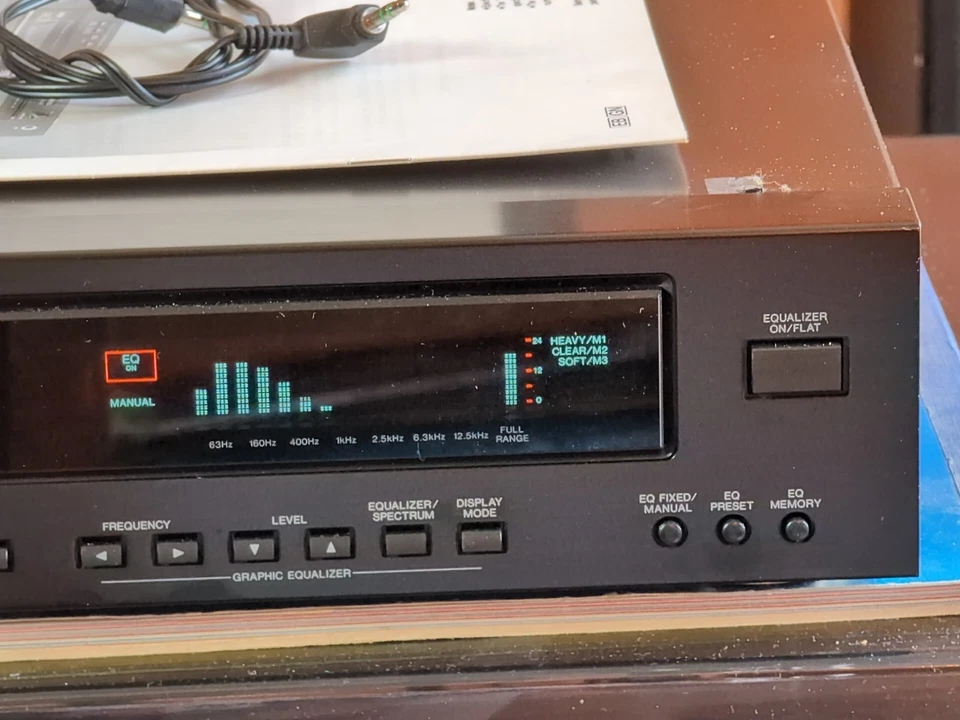 GB
EQUALIZER
ON/FLAT
EQ
ON
MANUAL
24
12
0
HEAVY/M1
CLEAR/M2
SOFT/M3
63Hz 160Hz 400Hz 1kHz 2.5kHz 6.3kHz 12.5kHz
FULL
RANGE
FREQUENCY
LEVEL
EQUALIZER/
SPECTRUM
DISPLAY
MODE
GRAPHIC EQUALIZER
EQ FIXED/
MANUAL
EQ
PRESET
EQ
MEMORY